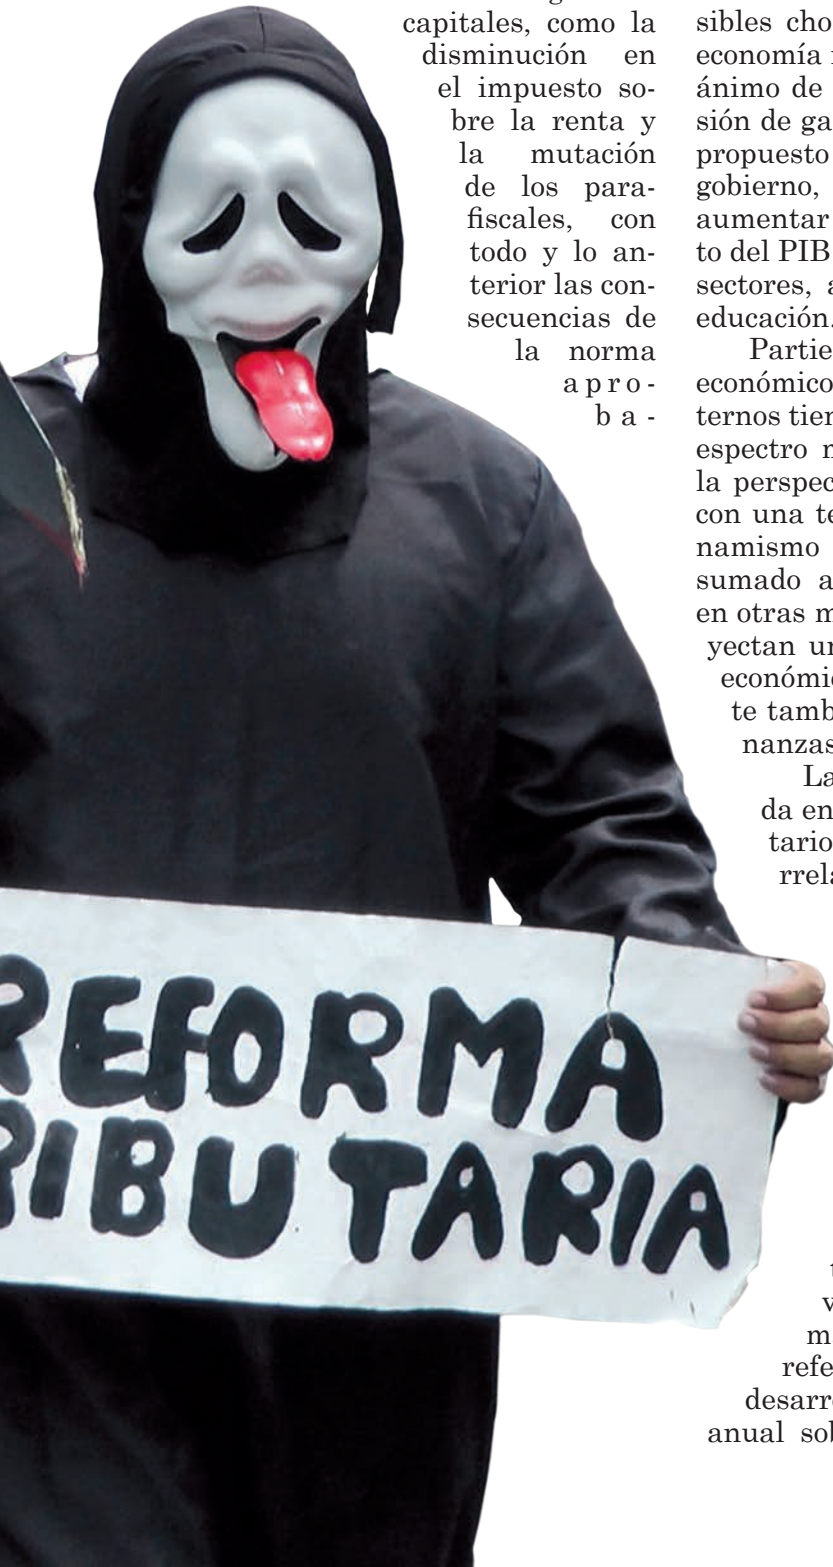 capitales, como la
disminución en
el impuesto so-
bre la renta y
la mutación
de los para-
fiscales, con
todo y lo an-
terior las con-
secuencias de
la norma
apro-
ba-
sibles cho
economía
ánimo de
sión de ga
propuesto
gobierno,
aumentar
to del PIB
sectores, a
educación.
Partie
económico
ternos tien
espectro
la perspec
con una te
namismo
sumado a
en otras m
yectan un
económic
te tamb
nanzas
La
da en
tario
rrela
m
refe
desarr
anual sob
REFORMA
RIBUTARIA